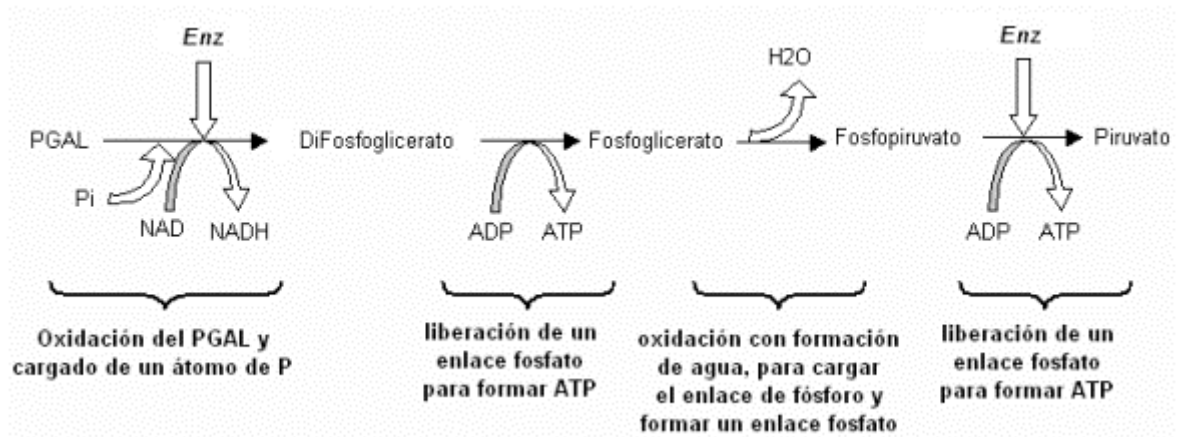 Enz
Enz
H2O
PGAL
DiFosfoglicerato
Fosfoglicerato
Fosfopiruvato
Piruvato
Pi
NAD
NADH
ADP
ATP
ADP
ATP
Oxidación del PGAL y
cargado de un átomo de P
liberación de un
enlace fosfato
para formar ATP
oxidación con formación
de agua, para cargar
el enlace de fósforo y
formar un enlace fosfato
liberación de un
enlace fosfato
para formar ATP